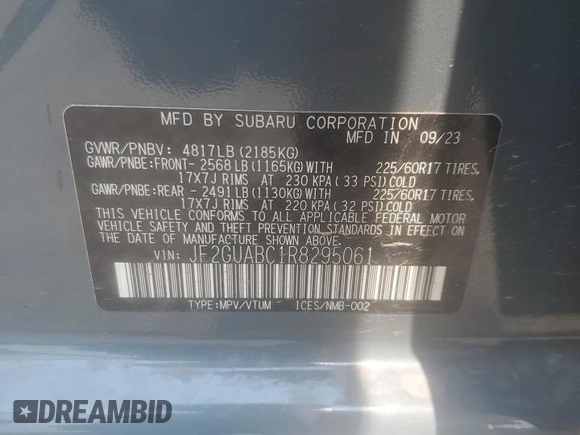 MFD BY SUBARU CORPORATION
MFD IN 09/23
GVWR/PNBV: 4817LB(2185KG)
GAWR/PNBE:FRONT-2568LB(1165KG)WITH 225/60R17 TIRES,
17X7J RIMS AT 230 KPA (33 PSI)COLD
GAWR/PNBE:REAR - 2491LB(1130KG)WITH 225/60R17 TIRES,
17X7J RIMS AT 220 KPA (32 PSI)COLD
THIS VEHICLE CONFORMS TO ALL APPLICABLE FEDERAL MOTOR
VEHICLE SAFETY AND THEFT PREVENTION STANDARDS IN EFFECT
ON THE DATE OF MANUFACTURE SHOWN ABOVE.
VIN: JF2GUABC1R8295061
TYPE:MPV/VTUM ICES/NMB-002
DREAMBID